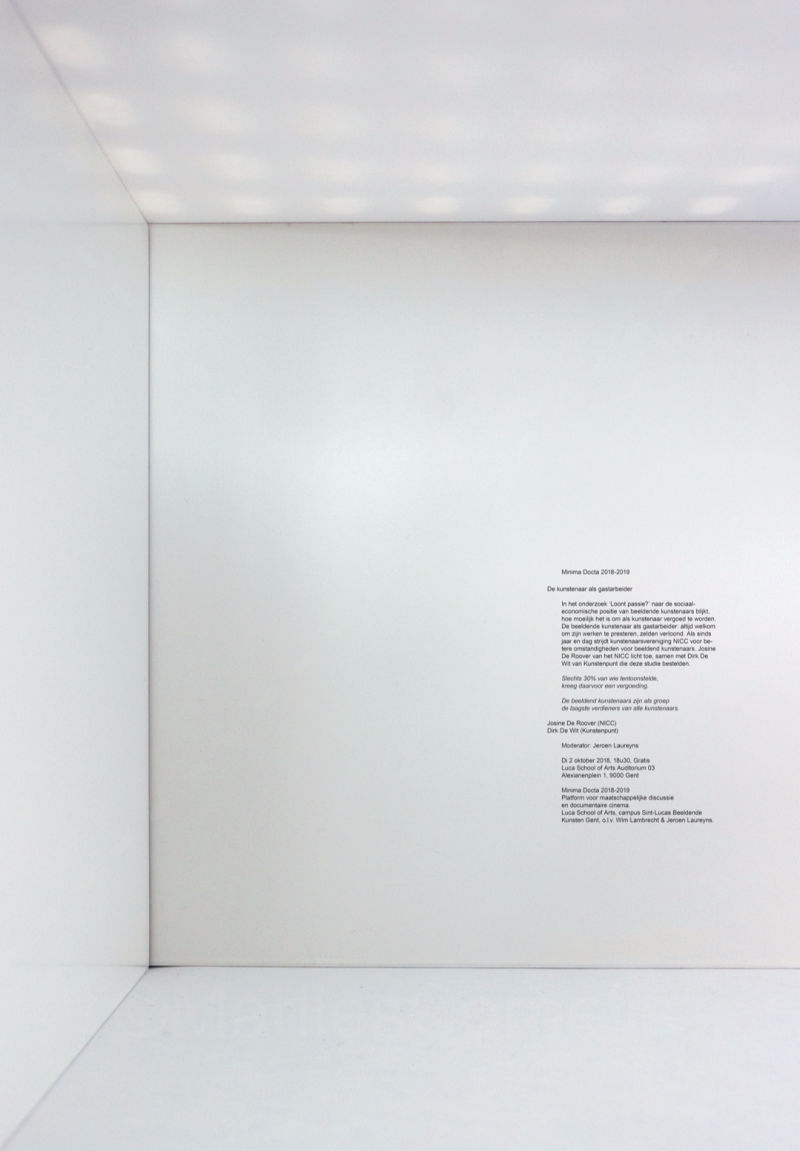 Minima Docta 2018-2019
De kunstenaar als gastarbeider
In het onderzoek 'Loont passie?' naar de sociaal-
economische positie van beeldende kunstenaars blijkt,
hoe moeilijk het is om als kunstenaar vergoed te worden.
De beeldende kunstenaar als gastarbeider: altijd welkom
om zijn werken te presteren, zelden verloond. Als sinds
jaar en dag strijdt kunstenaarsvereniging NICC voor be-
tere omstandigheden voor beeldend kunstenaars. Josine
De Roover van het NICC licht toe, samen met Dirk De
Wit van Kunstenpunt die deze studie bestelden.
Slechts 30% van wie tentoonstelde,
kreeg daarvoor een vergoeding.
De beeldend kunstenaars zijn als groep
de laagste verdieners van alle kunstenaars.
Josine De Roover (NICC)
Dirk De Wit (Kunstenpunt)
Moderator: Jeroen Laureyns
Di 2 oktober 2018, 18u30, Gratis
Luca School of Arts Auditorium 03
Alexianenplein 1, 9000 Gent
Minima Docta 2018-2019
Platform voor maatschappelijke discussie
en documentaire cinema.
Luca School of Arts, campus Sint-Lucas Beeldende
Kunsten Gent, o.l.v. Wim Lambrecht & Jeroen Laureyns.